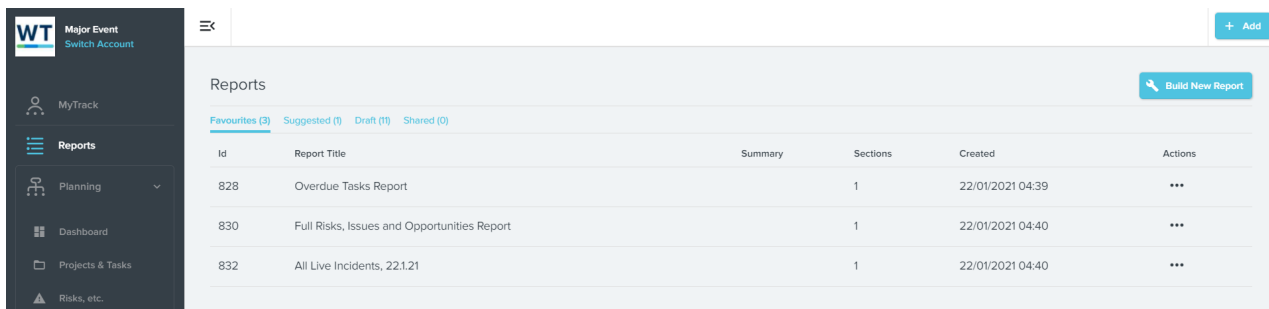 WT Major Event
Switch Account
+ Add
MyTrack
Reports
Planning
Dashboard
Projects & Tasks
Risks, etc.
Reports
Build New Report
Favourites (3) Suggested (1) Draft (11) Shared (0)
Id Report Title Summary Sections Created Actions
828 Overdue Tasks Report 1 22/01/2021 04:39
830 Full Risks, Issues and Opportunities Report 1 22/01/2021 04:40
832 All Live Incidents, 22.1.21 1 22/01/2021 04:40